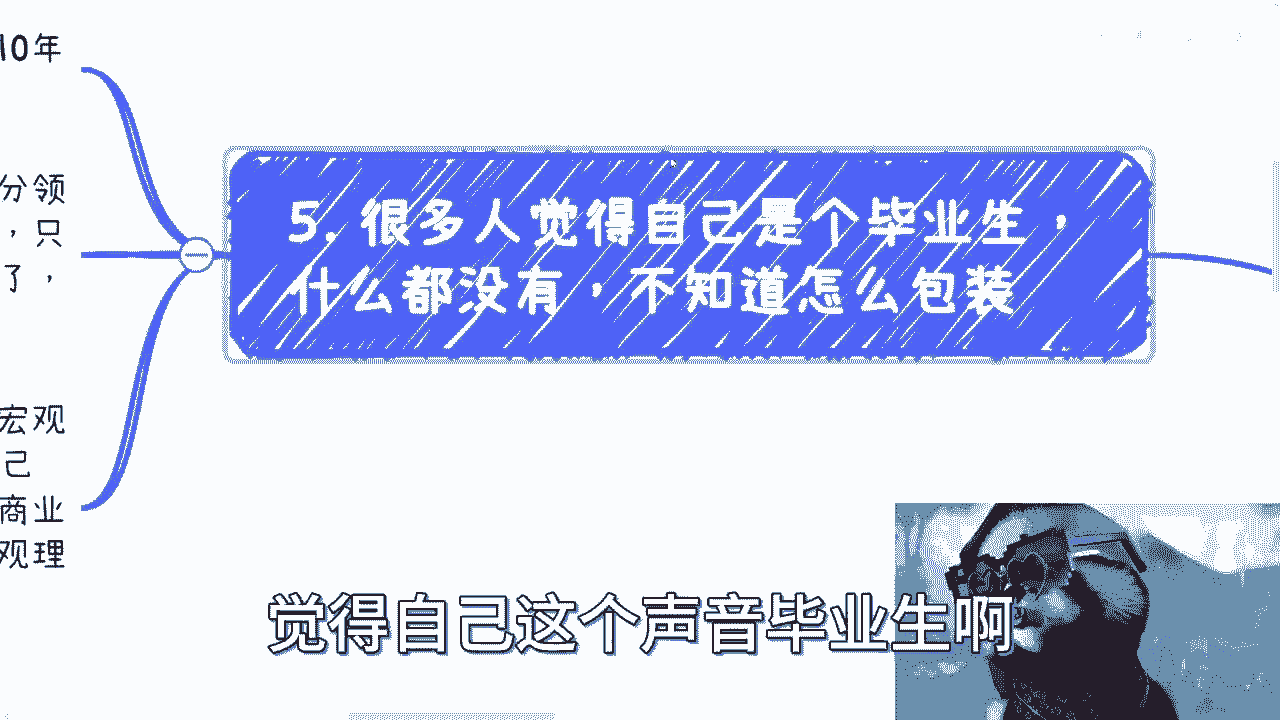 10年
分领
，只
了，
宏观
己
商业
观理
5. 很多人觉得自己是个毕业生，
什么都没有，不知道怎么包装
觉得自己这个声音毕业生啊